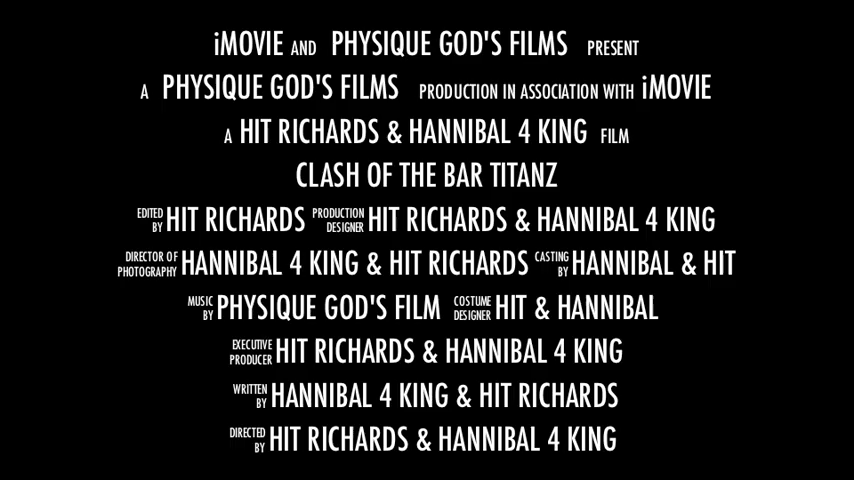 iMOVIE AND PHYSIQUE GOD'S FILMS PRESENT
A PHYSIQUE GOD'S FILMS PRODUCTION IN ASSOCIATION WITH iMOVIE
A HIT RICHARDS & HANNIBAL 4 KING FILM
CLASH OF THE BAR TITANZ
EDITED BY HIT RICHARDS PRODUCTION DESIGNER HIT RICHARDS & HANNIBAL 4 KING
DIRECTOR OF PHOTOGRAPHY HANNIBAL 4 KING & HIT RICHARDS CASTING BY HANNIBAL & HIT
MUSIC BY PHYSIQUE GOD'S FILM COSTUME DESIGNER HIT & HANNIBAL
EXECUTIVE PRODUCER HIT RICHARDS & HANNIBAL 4 KING
WRITTEN BY HANNIBAL 4 KING & HIT RICHARDS
DIRECTED BY HIT RICHARDS & HANNIBAL 4 KING